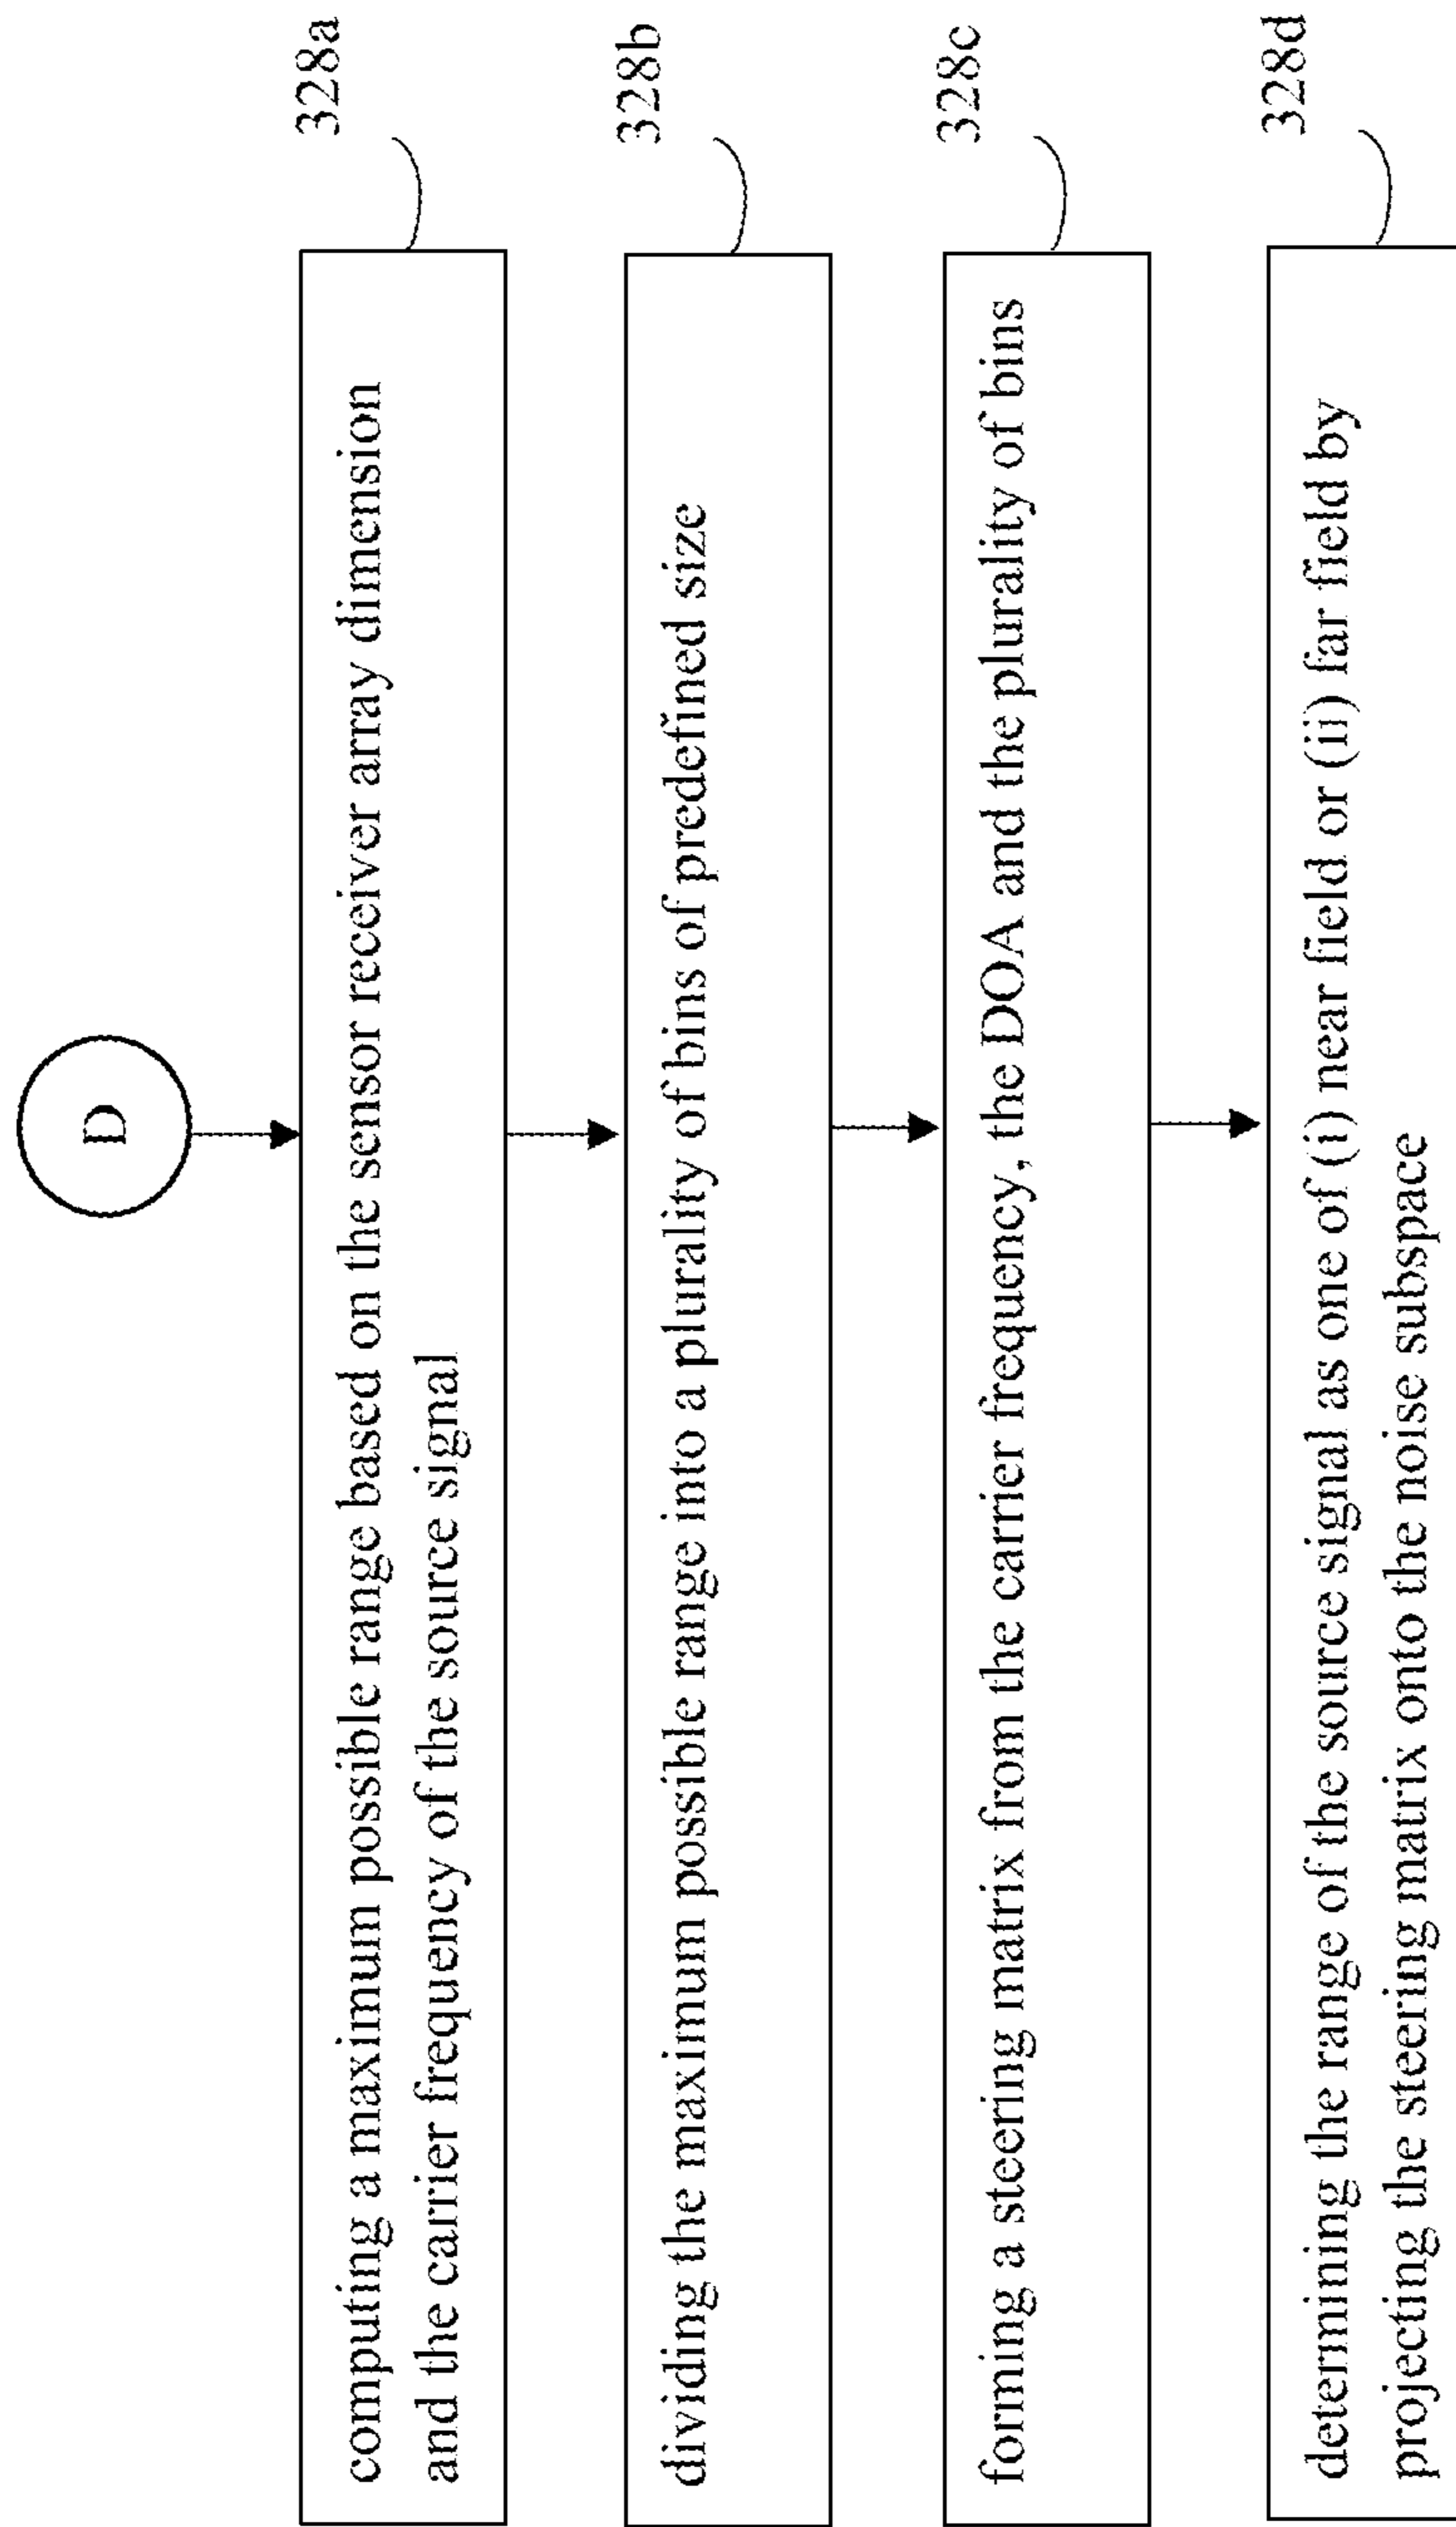 D
328a
computing a maximum possible range based on the sensor receiver array dimension
and the carrier frequency of the source signal
328b
dividing the maximum possible range into a plurality of bins of predefined size
328c
forming a steering matrix from the carrier frequency, the DOA and the plurality of bins
328d
determining the range of the source signal as one of (i) near field or (ii) far field by
projecting the steering matrix onto the noise subspace